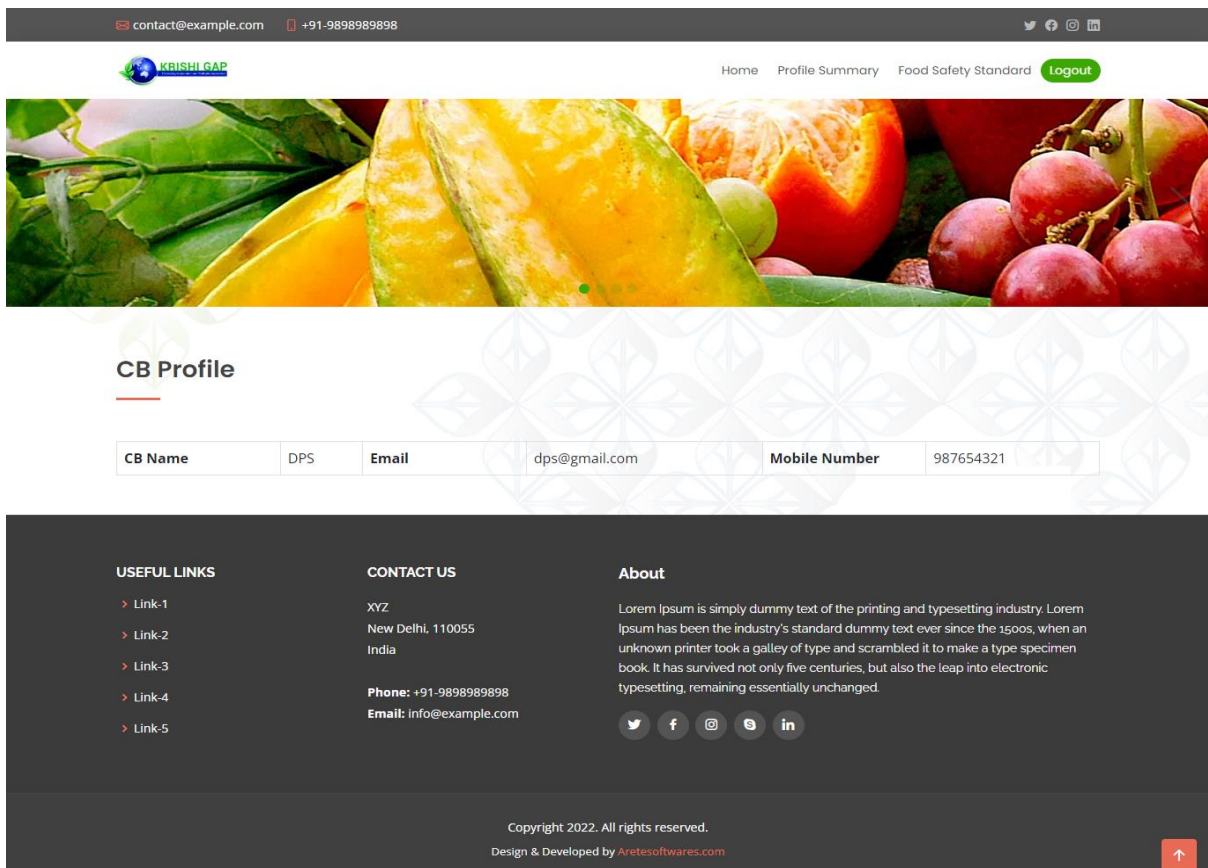 contact@example.com +91-9898989898
KRISHI GAP
Home Profile Summary Food Safety Standard Logout
CB Profile
CB Name DPS Email dps@gmail.com Mobile Number 987654321
USEFUL LINKS
Link-1
Link-2
Link-3
Link-4
Link-5
CONTACT US
XYZ
New Delhi, 110055
India
Phone: +91-9898989898
Email: info@example.com
About
Lorem Ipsum is simply dummy text of the printing and typesetting industry. Lorem
Ipsum has been the industry's standard dummy text ever since the 1500s, when an
unknown printer took a galley of type and scrambled it to make a type specimen
book. It has survived not only five centuries, but also the leap into electronic
typesetting, remaining essentially unchanged.
Copyright 2022. All rights reserved.
Design & Developed by Aretesoftwares.com